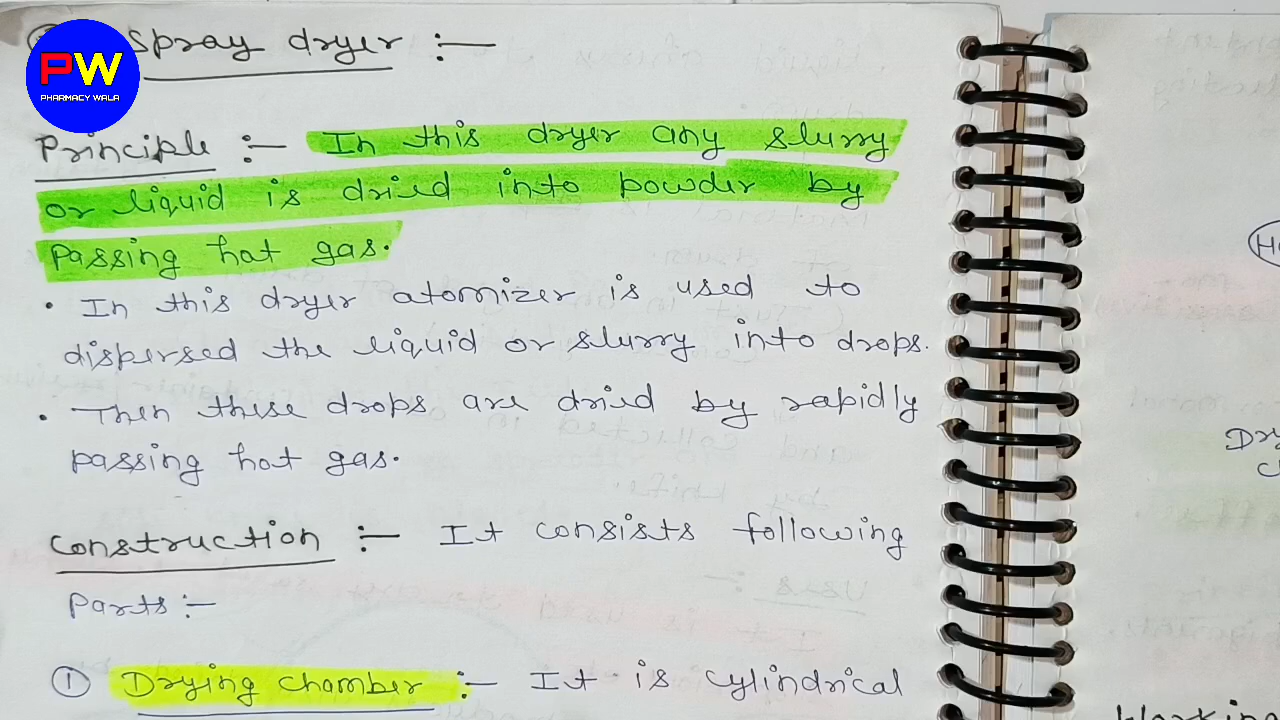 PW
PHARMACY WALA
Spray dryer :-
Principle :- In this dryer any slurry
or liquid is dried into powder by
passing hot gas.
• In this dryer atomizer is used to
dispersed the liquid or slurry into drops.
• Then these drops are dried by rapidly
passing hot gas.
Construction :- It consists following
Parts :-
① Drying chamber :- It is cylindrical
Dry
Working